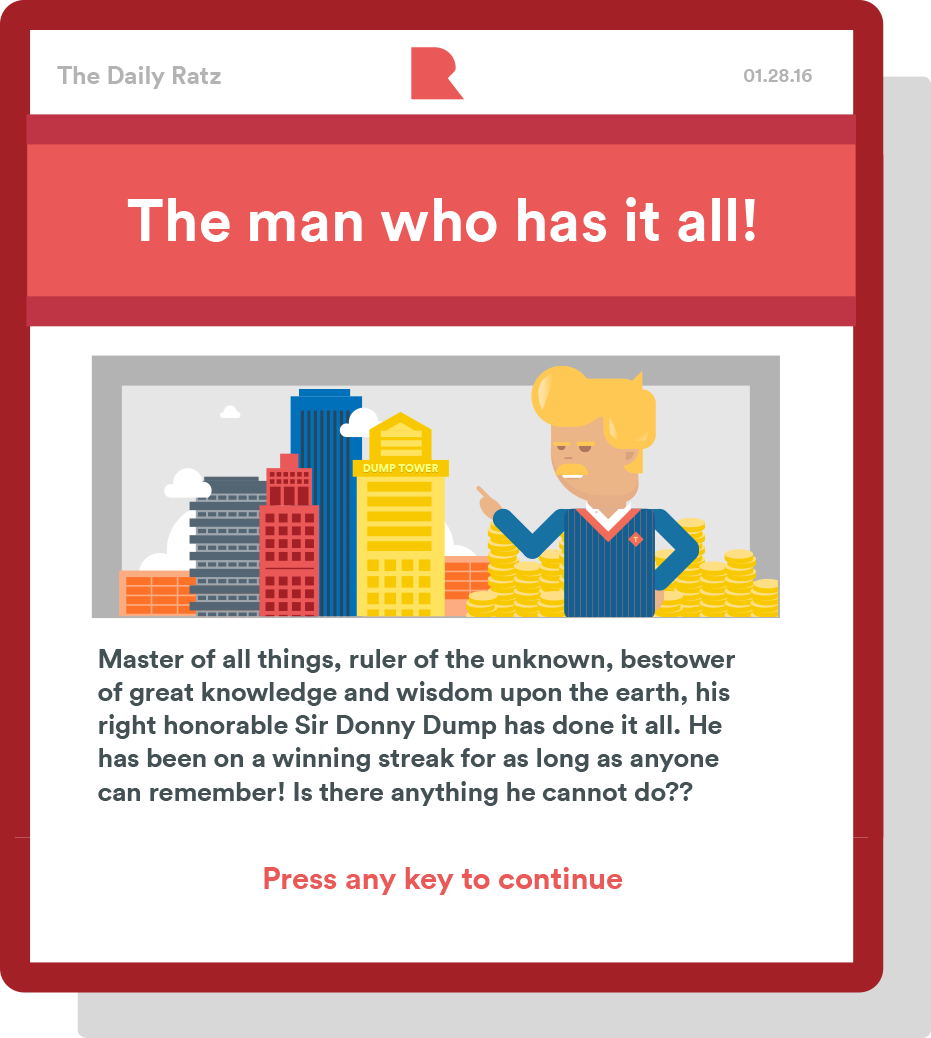 The Daily Ratz
R
01.28.16
The man who has it all!
DUMP TOWER
T
Master of all things, ruler of the unknown, bestower
of great knowledge and wisdom upon the earth, his
right honorable Sir Donny Dump has done it all. He
has been on a winning streak for as long as anyone
can remember! Is there anything he cannot do??
Press any key to continue